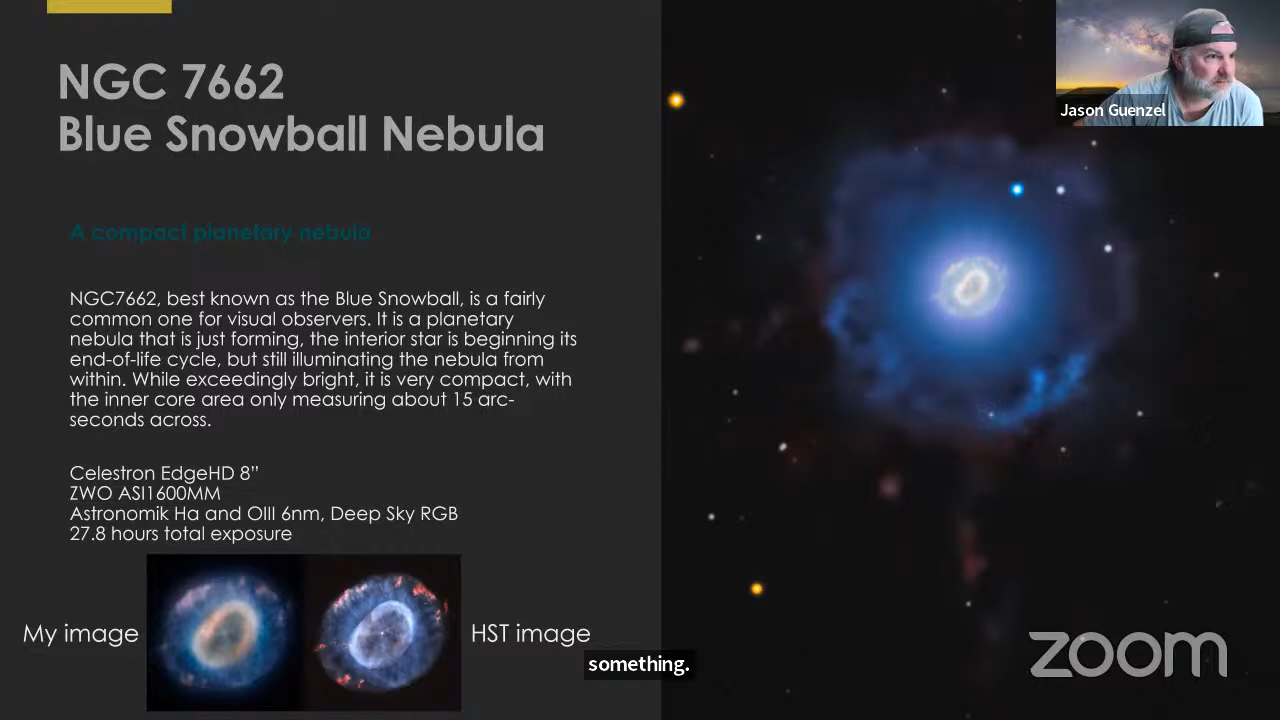 NGC 7662
Blue Snowball Nebula
A compact planetary nebula
NGC7662, best known as the Blue Snowball, is a fairly
common one for visual observers. It is a planetary
nebula that is just forming, the interior star is beginning its
end-of-life cycle, but still illuminating the nebula from
within. While exceedingly bright, it is very compact, with
the inner core area only measuring about 15 arc-
seconds across.
Celestron EdgeHD 8”
ZWO ASI1600MM
Astronomik Ha and OIII 6nm, Deep Sky RGB
27.8 hours total exposure
My image
HST image
something.
Jason Guenzel
zoom